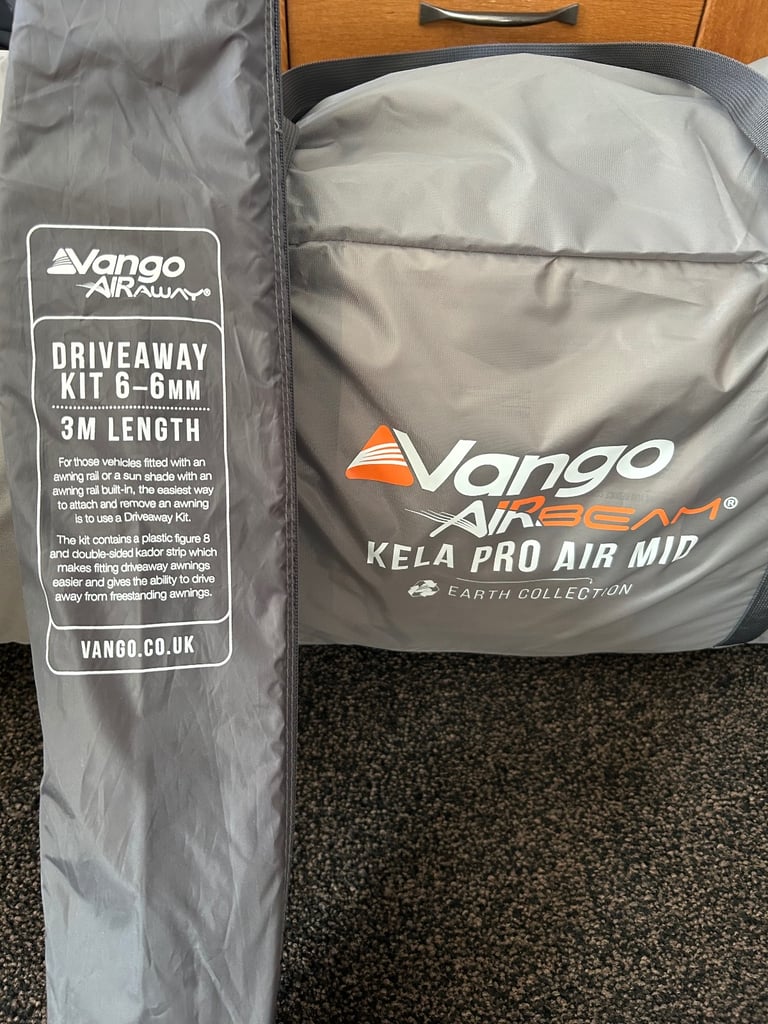 Vango
AIRAWAY®
DRIVEAWAY
KIT 6–6MM
3M LENGTH
For those vehicles fitted with an
awning rail or a sun shade with an
awning rail built-in, the easiest way
to attach and remove an awning
is to use a Driveaway Kit.
The kit contains a plastic figure 8
and double-sided kador strip which
makes fitting driveaway awnings
easier and gives the ability to drive
away from freestanding awnings.
VANGO.CO.UK
Vango
AIRBEAM®
KELA PRO AIR MID
EARTH COLLECTION